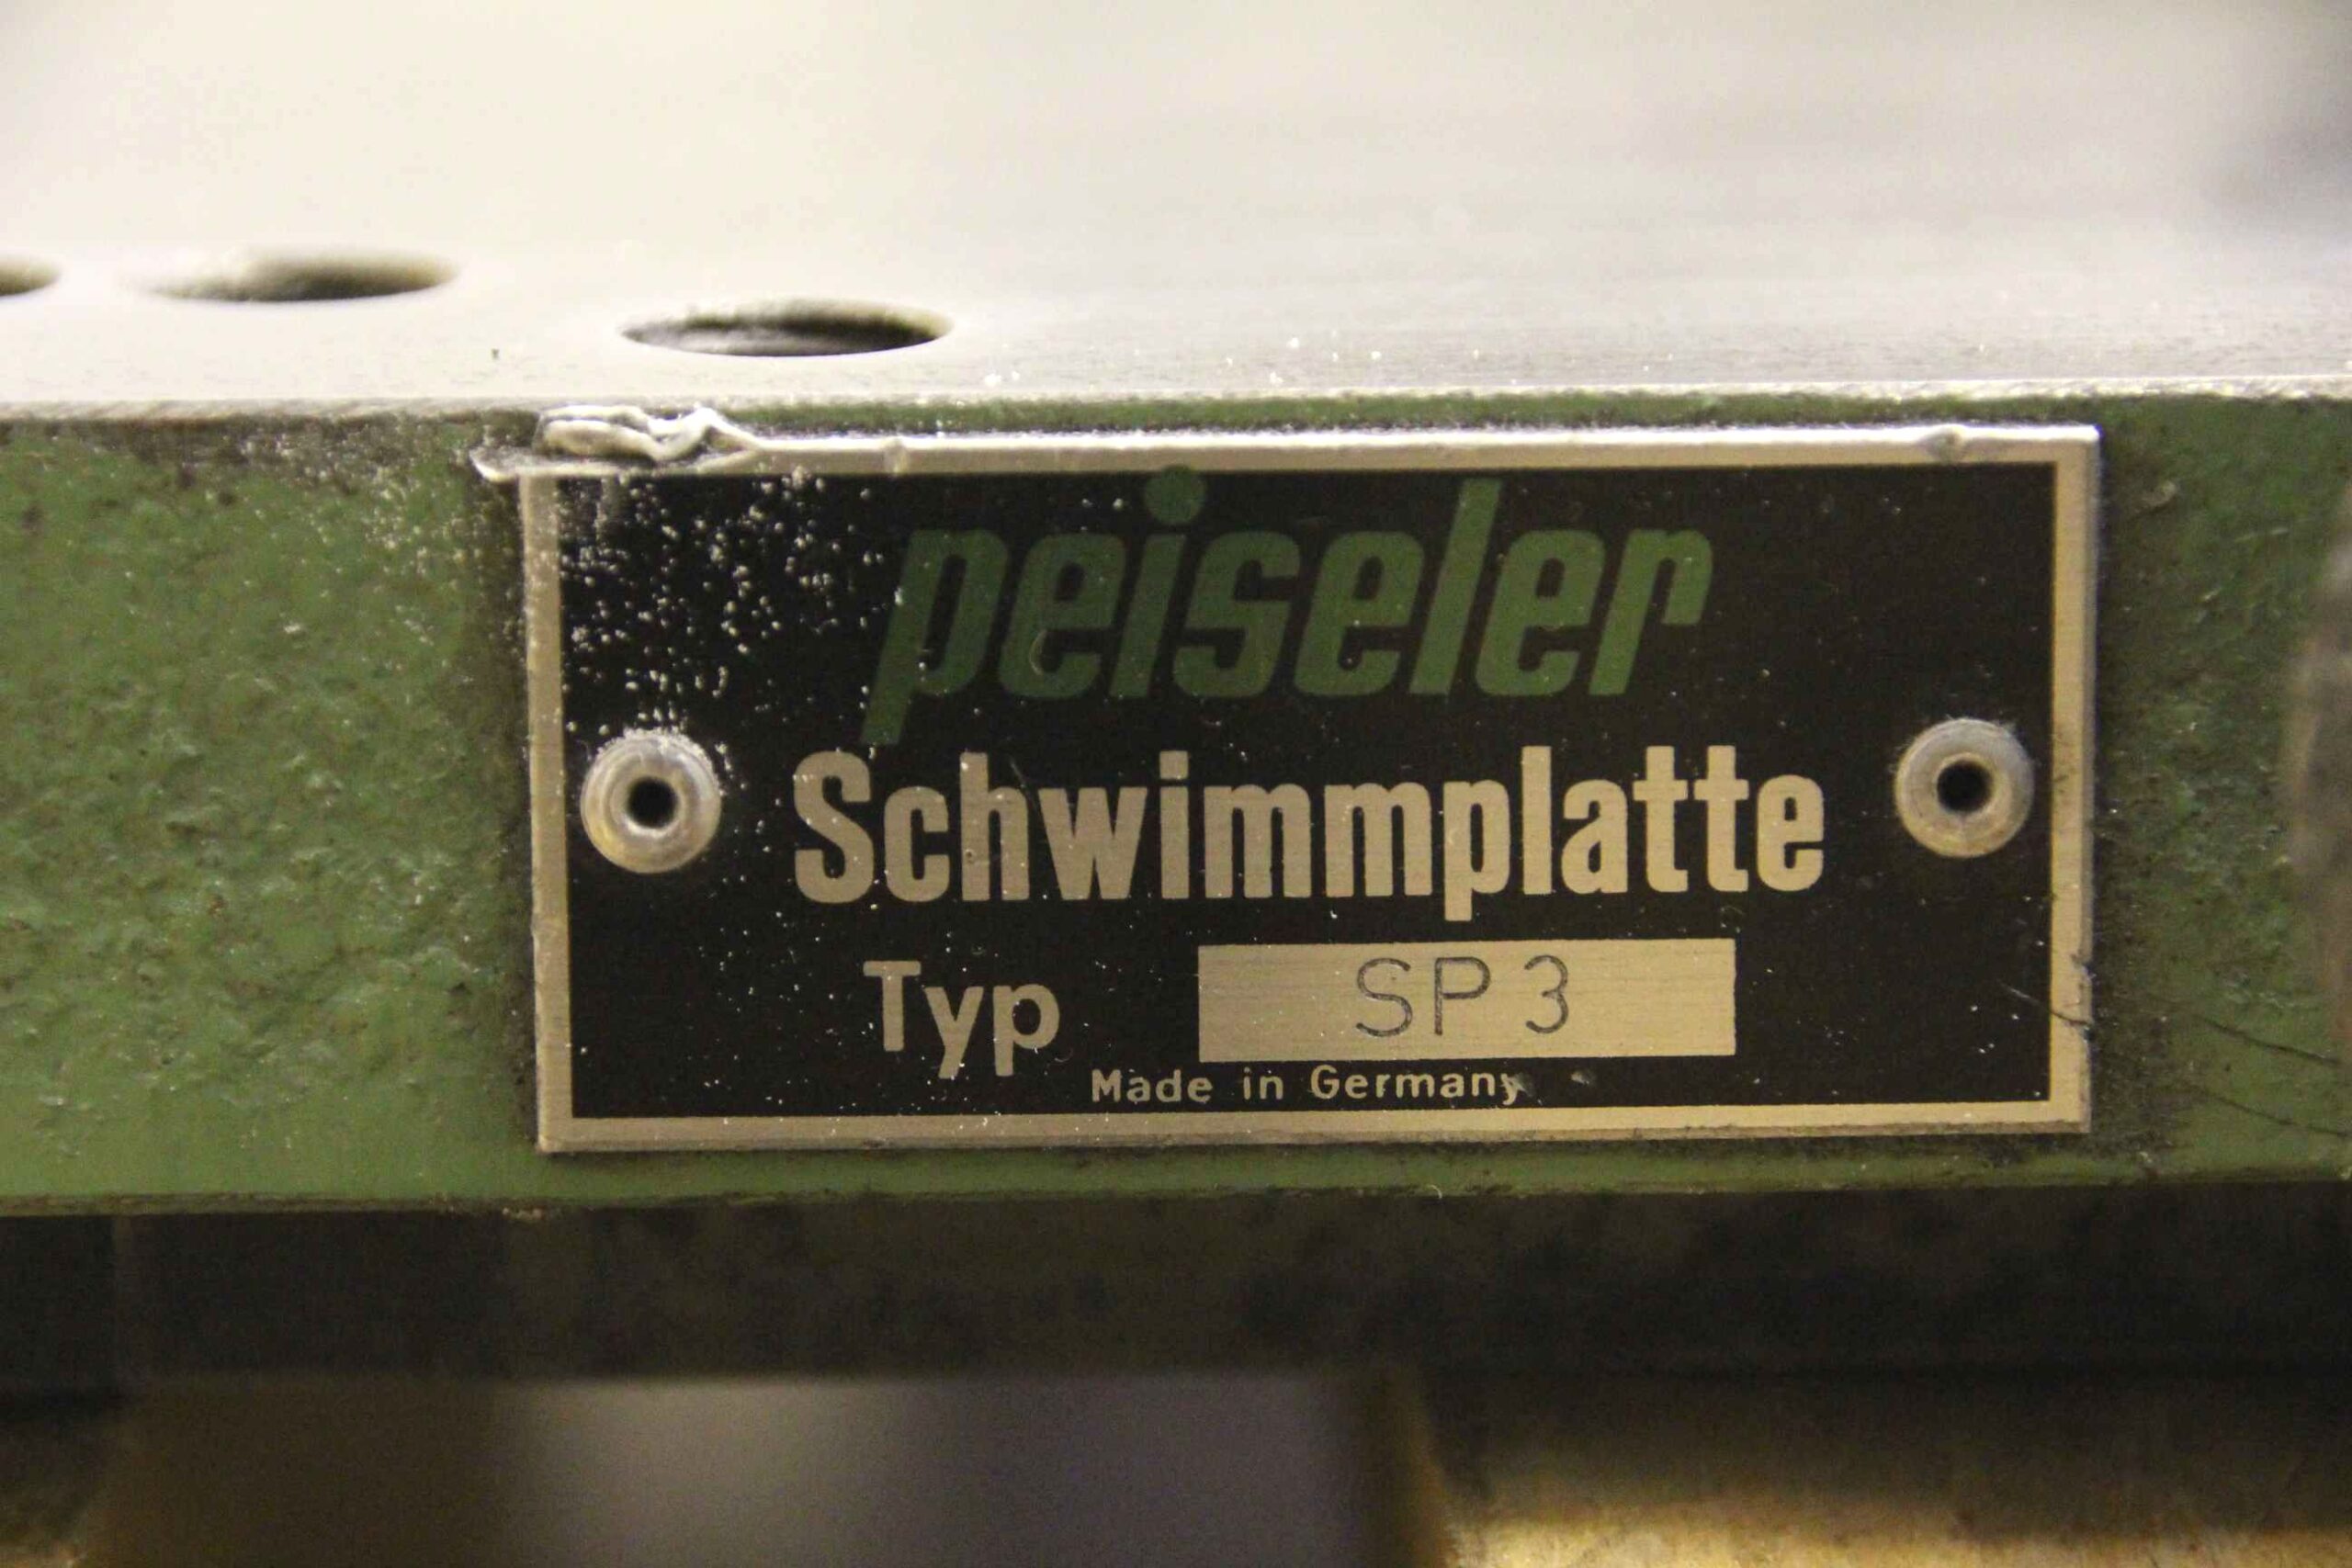 peiseler
Schwimmplatte
Typ SP 3
Made in Germany